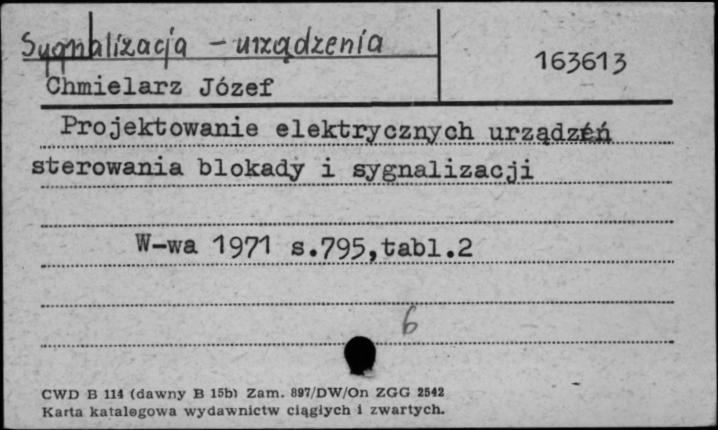 Sygnalizacja - urządzenia
163613
Chmielarz Józef
Projektowanie elektrycznych urządzeń
sterowania blokady i sygnalizacji
W-wa 1971 s.795,tabl.2
6
CWD B 114 (dawny B 15b) Zam. 897/DW/On ZGG 2542
Karta katalogowa wydawnictw ciągłych i zwartych.